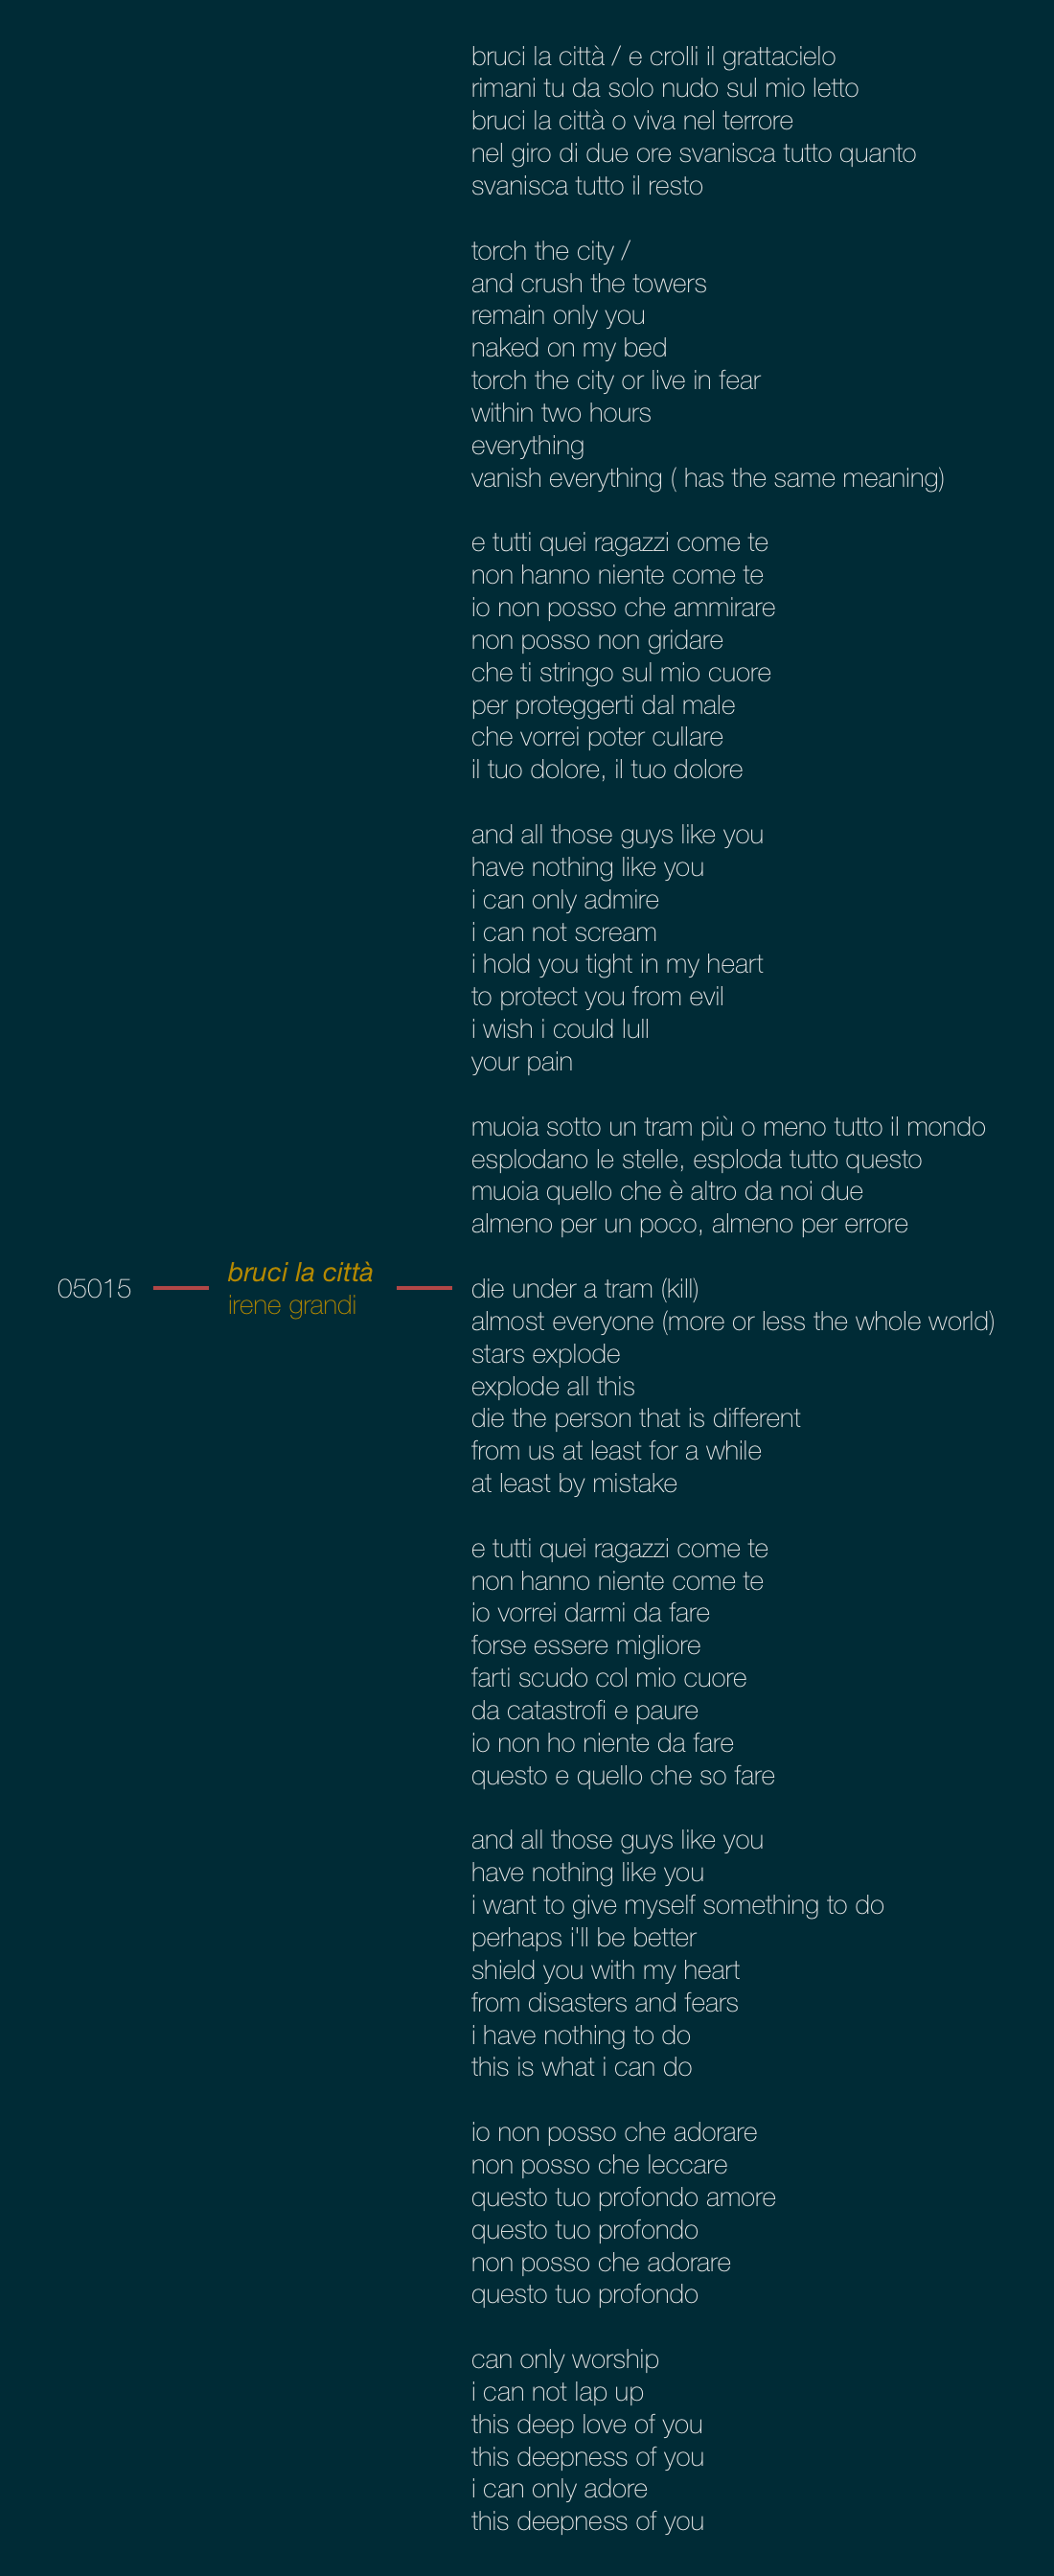 05015
bruci la città
irene grandi
bruci la città / e crolli il grattacielo
rimani tu da solo nudo sul mio letto
bruci la città o viva nel terrore
nel giro di due ore svanisca tutto quanto
svanisca tutto il resto
torch the city /
and crush the towers
remain only you
naked on my bed
torch the city or live in fear
within two hours
everything
vanish everything ( has the same meaning)
e tutti quei ragazzi come te
non hanno niente come te
io non posso che ammirare
non posso non gridare
che ti stringo sul mio cuore
per proteggerti dal male
che vorrei poter cullare
il tuo dolore, il tuo dolore
and all those guys like you
have nothing like you
i can only admire
i can not scream
i hold you tight in my heart
to protect you from evil
i wish i could lull
your pain
muoia sotto un tram più o meno tutto il mondo
esplodano le stelle, esploda tutto questo
muoia quello che è altro da noi due
almeno per un poco, almeno per errore
die under a tram (kill)
almost everyone (more or less the whole world)
stars explode
explode all this
die the person that is different
from us at least for a while
at least by mistake
e tutti quei ragazzi come te
non hanno niente come te
io vorrei darmi da fare
forse essere migliore
farti scudo col mio cuore
da catastrofi e paure
io non ho niente da fare
questo e quello che so fare
and all those guys like you
have nothing like you
i want to give myself something to do
perhaps i'll be better
shield you with my heart
from disasters and fears
i have nothing to do
this is what i can do
io non posso che adorare
non posso che leccare
questo tuo profondo amore
questo tuo profondo
non posso che adorare
questo tuo profondo
can only worship
i can not lap up
this deep love of you
this deepness of you
i can only adore
this deepness of you